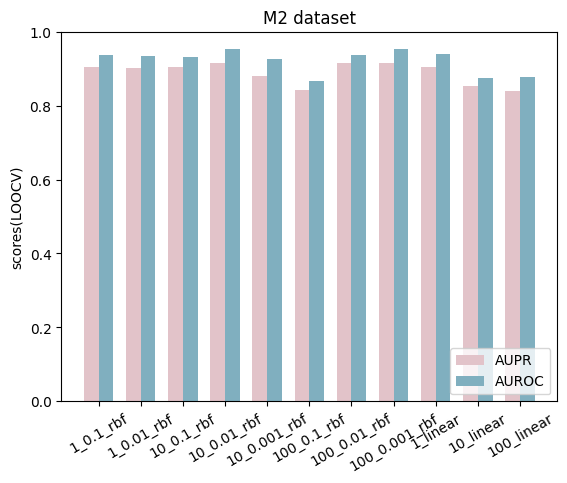 M2 dataset
scores(LOOCV)
1.0
0.8
0.6
0.4
0.2
0.0
1_0.1_rbf
1_0.01_rbf
10_0.1_rbf
10_0.01_rbf
10_0.001_rbf
100_0.1_rbf
100_0.01_rbf
100_0.001_rbf
1_linear
10_linear
100_linear
AUPR
AUROC